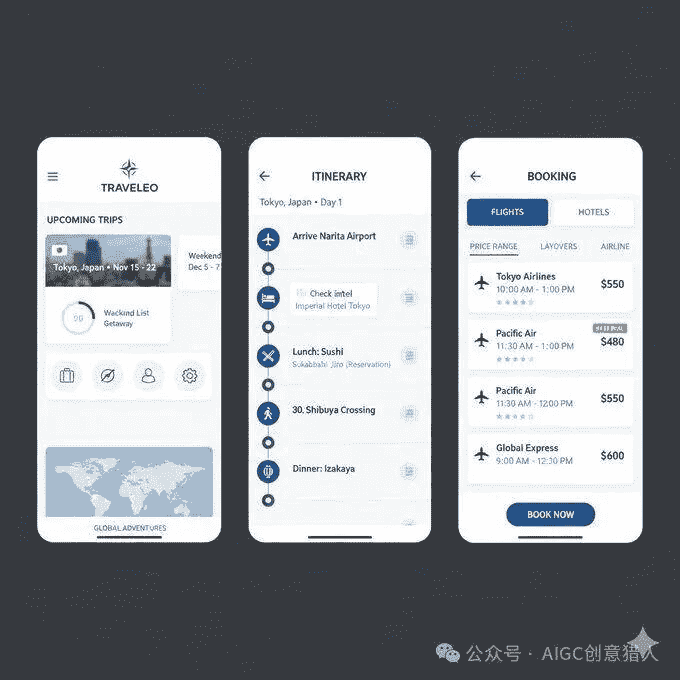 TRAVELEO
UPCOMING TRIPS
Tokyo, Japan • Nov 15 - 22
Weekend
Dec 5 - 7
90
Wackind List
Getaway
GLOBAL ADVENTURES
ITINERARY
Tokyo, Japan • Day 1
Arrive Narita Airport
Check intel
Imperial Hotel Tokyo
Lunch: Sushi
Sukabbahi Jiro (Reservation)
30. Shibuya Crossing
Dinner: Izakaya
BOOKING
FLIGHTS
HOTELS
PRICE RANGE
LAYOVERS
AIRLINE
Tokyo Airlines
10:00 AM - 1:00 PM
$550
Pacific Air
11:30 AM - 1:00 PM
$480
Pacific Air
11:30 AM - 12:00 PM
$550
Global Express
9:00 AM - 12:30 PM
$600
BOOK NOW
公众号 · AIGC创意猎人